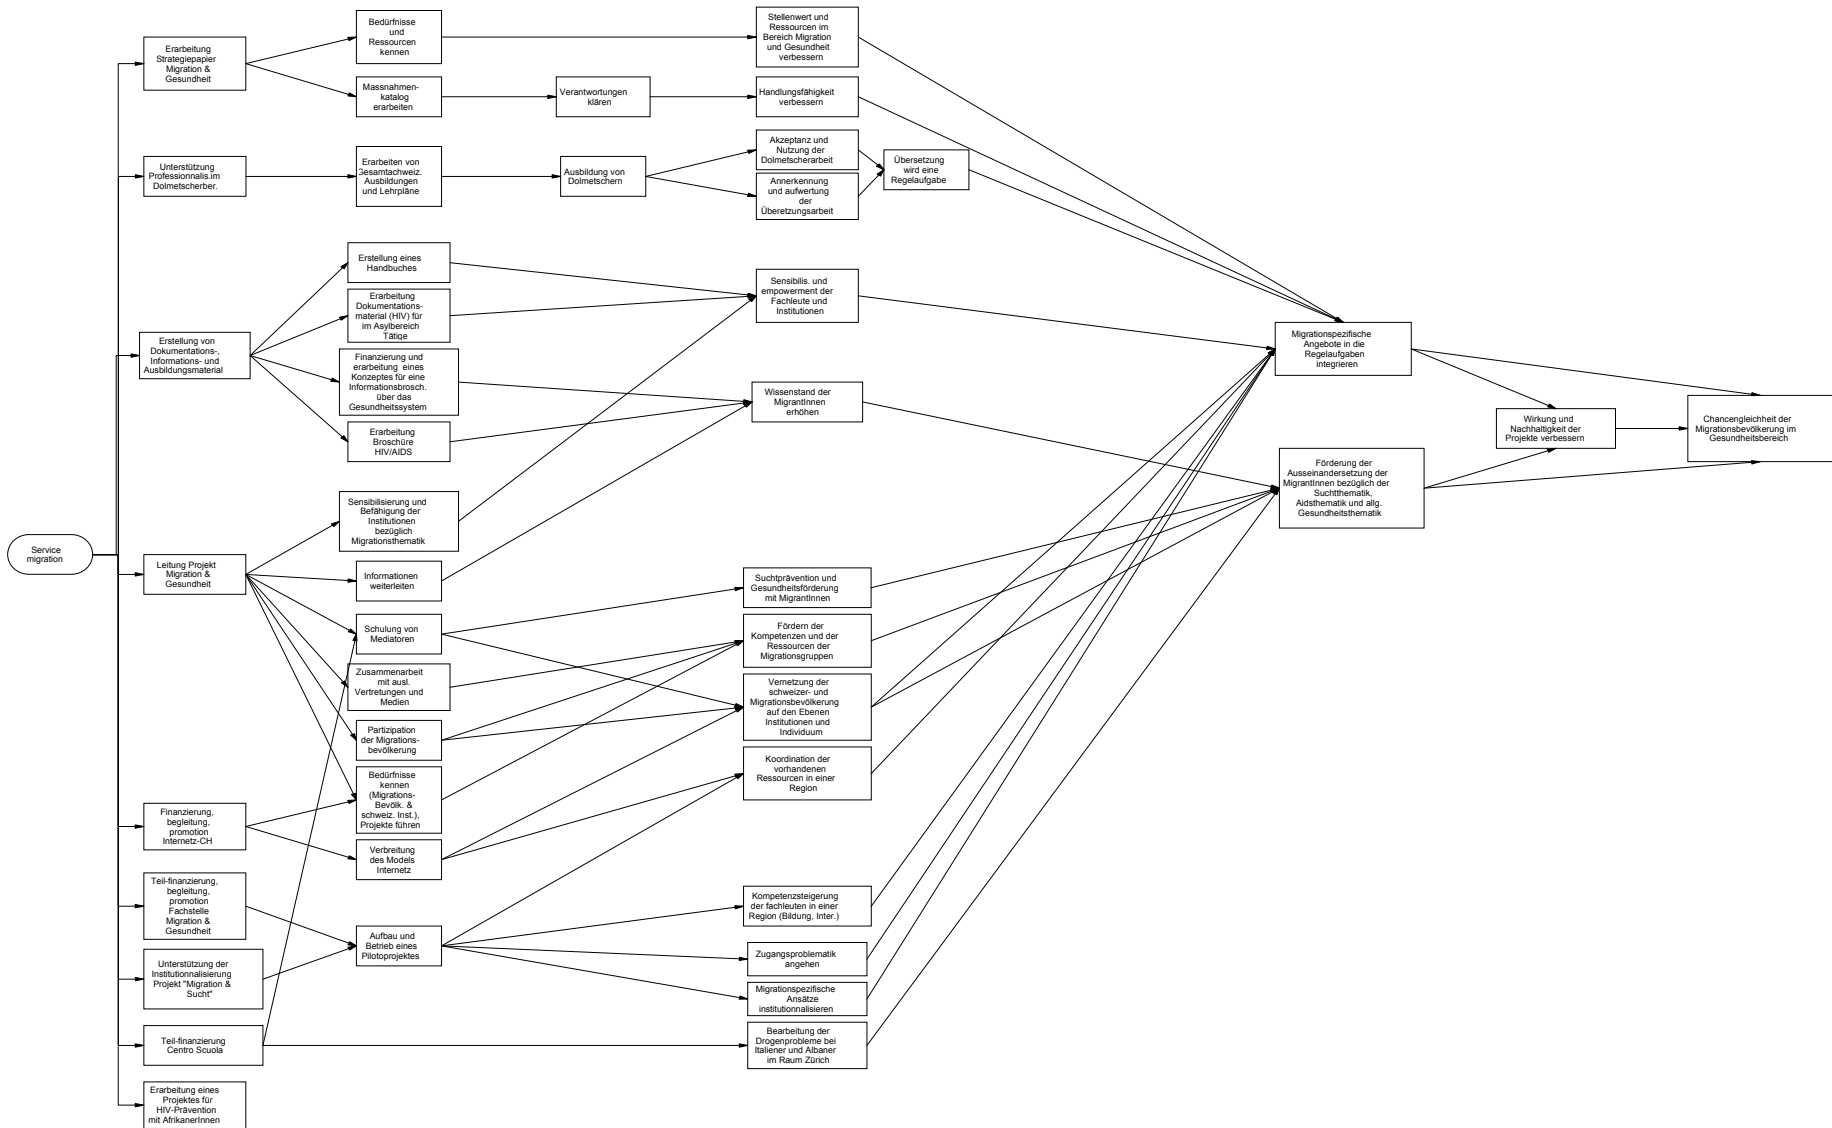 Service
migration
Erarbeitung
Strategiepapier
Migration &
Gesundheit
Unterstützung
Professionnalis.im
Dolmetscherber.
Erstellung von
Dokumentations-,
Informations- und
Ausbildungsmaterial
Leitung Projekt
Migration &
Gesundheit
Finanzierung,
begleitung,
promotion
Internetz-CH
Teil-finanzierung,
begleitung,
promotion
Fachstelle
Migration &
Gesundheit
Unterstützung der
Institutionnalisierung
Projekt "Migration &
Sucht"
Teil-finanzierung
Centro Scuola
Erarbeitung eines
Projektes für
HIV-Prävention
mit AfrikanerInnen
Bedürfnisse
und
Ressourcen
kennen
Massnahmen-
katalog
erarbeiten
Erarbeiten von
Gesamtachweiz.
Ausbildungen
und Lehrpläne
Erstellung eines
Handbuches
Erarbeitung
Dokumentations-
material (HIV) für
im Asylbereich
Tätige
Finanzierung und
erarbeitung eines
Konzeptes für eine
Informationsbrosch.
über das
Gesundheitssystem
Erarbeitung
Broschüre
HIV/AIDS
Sensibilisierung und
Befähigung der
Institutionen
bezüglich
Migrationsthematik
Informationen
weiterleiten
Schulung von
Mediatoren
Zusammenarbeit
mit ausl.
Vertretungen und
Medien
Partizipation
der Migrations-
bevölkerung
Bedürfnisse
kennen
(Migrations-
Bevölk. &
schweiz. Inst.),
Projekte führen
Verbreitung
des Models
Internetz
Aufbau und
Betrieb eines
Pilotoprojektes
Verantwortungen
klären
Ausbildung von
Dolmetschern
Stellenwert und
Ressourcen im
Bereich Migration
und Gesundheit
verbessern
Handlungsfähigkeit
verbessern
Akzeptanz und
Nutzung der
Dolmetscherarbeit
Annerkennung
und aufwertung
der
Überetzungsarbeit
Übersetzung
wird eine
Regelaufgabe
Sensibilis. und
empowerment der
Fachleute und
Institutionen
Wissenstand der
MigrantInnen
erhöhen
Suchtprävention und
Gesundheitsförderung
mit MigrantInnen
Fördern der
Kompetenzen und der
Ressourcen der
Migrationsgruppen
Vernetzung der
schweizer- und
Migrationsbevölkerung
auf den Ebenen
Institutionen und
Individuum
Koordination der
vorhandenen
Ressourcen in einer
Region
Kompetenzsteigerung
der fachleuten in einer
Region (Bildung, Inter.)
Zugangsproblematik
angehen
Migrationspezifische
Ansätze
institutionnalisieren
Bearbeitung der
Drogenprobleme bei
Italiener und Albaner
im Raum Zürich
Migrationspezifische
Angebote in die
Regelaufgaben
integrieren
Förderung der
Ausseinandersetzung der
MigrantInnen bezüglich der
Suchtthematik,
Aidsthematik und allg.
Gesundheitsthematik
Wirkung und
Nachhaltigkeit der
Projekte verbessern
Chancengleichheit der
Migrationsbevölkerung im
Gesundheitsbereich